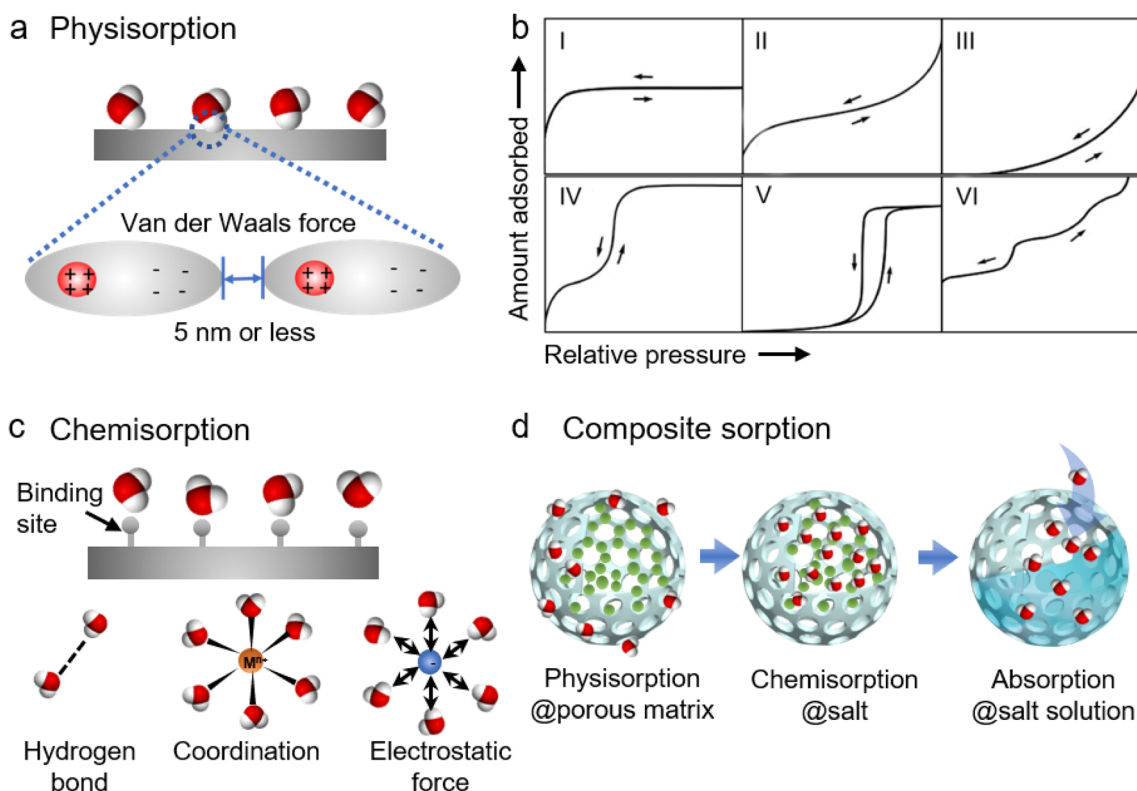 a Physisorption
Van der Waals force
++
++
- -
- -
++
++
- -
- -
5 nm or less
b
Amount adsorbed
I
II
III
IV
V
VI
Relative pressure
c Chemisorption
Binding
site
Hydrogen
bond
Mⁿ⁺
Coordination
-
Electrostatic
force
d Composite sorption
Physisorption
@porous matrix
Chemisorption
@salt
Absorption
@salt solution